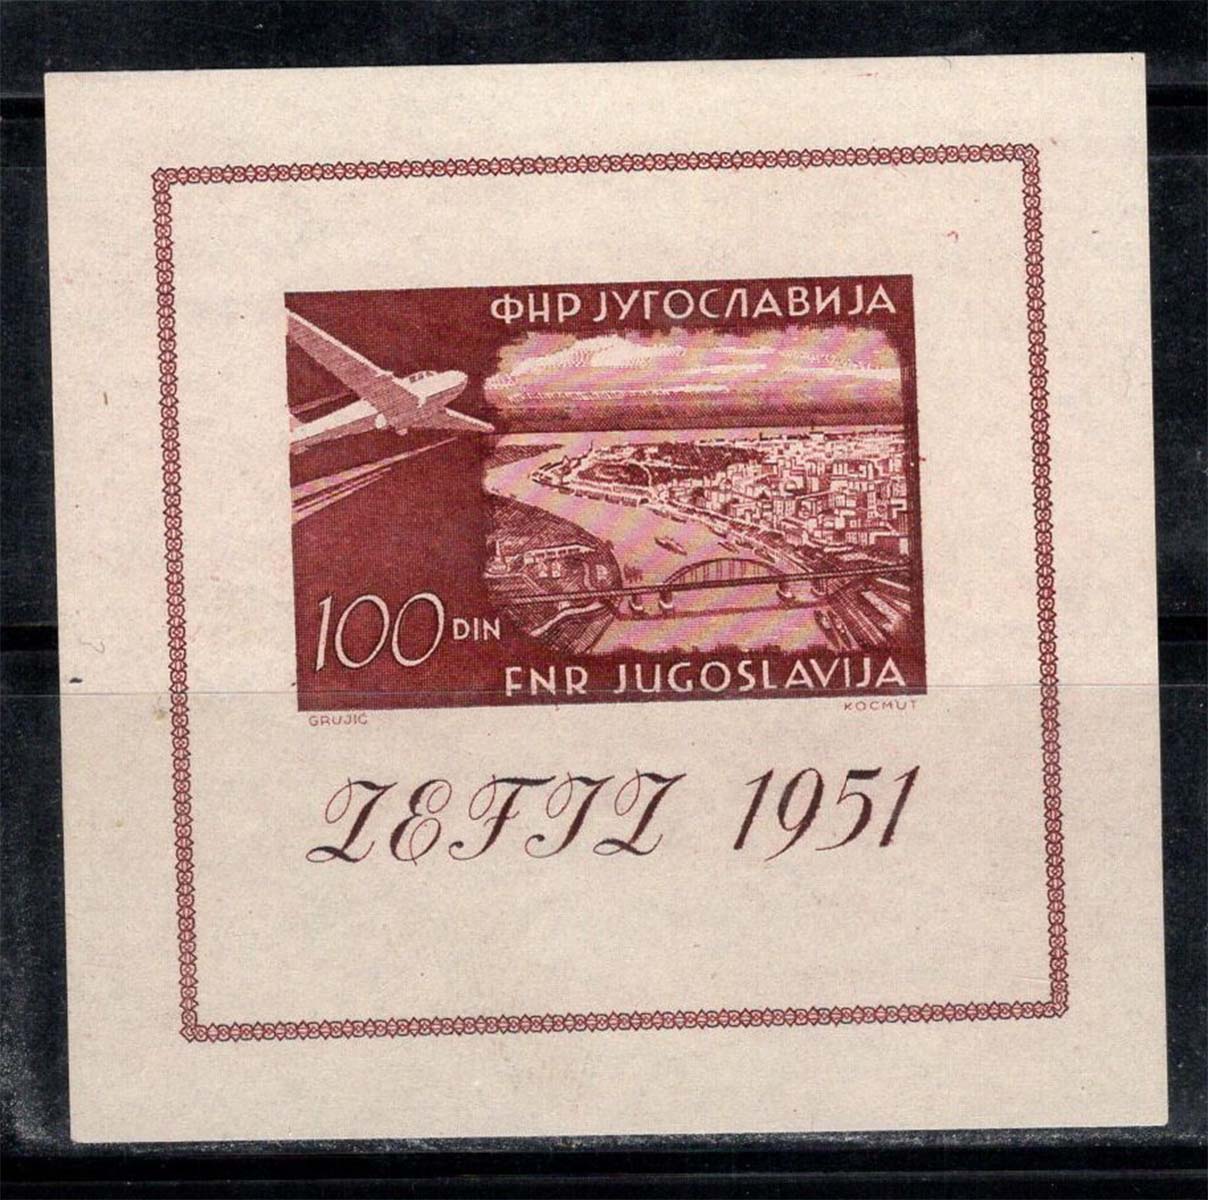 ФНР ЈУГОСЛАВИЈА
100 DIN
FNR JUGOSLAVIJA
GRUJIĆ KOCMUT
ZEFIZ 1951